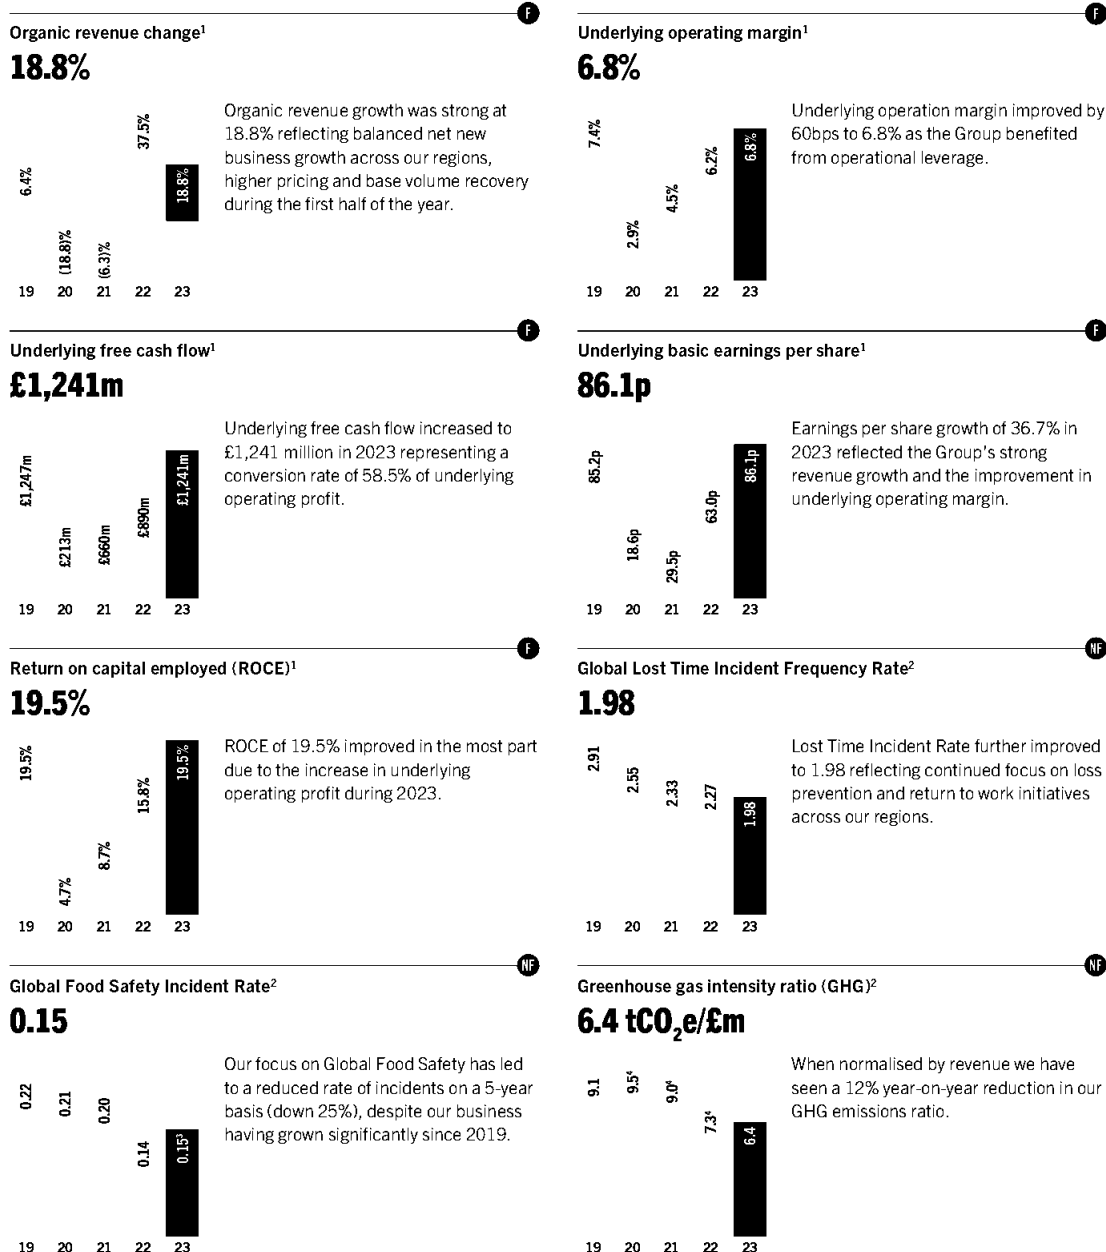 F
Organic revenue change¹
18.8%
Organic revenue growth was strong at
18.8% reflecting balanced net new
business growth across our regions,
higher pricing and base volume recovery
during the first half of the year.
6.4%
(18.8)%
(6.3)%
37.5%
18.8%
19 20 21 22 23
F
Underlying operating margin¹
6.8%
Underlying operation margin improved by
60bps to 6.8% as the Group benefited
from operational leverage.
7.4%
2.9%
4.5%
6.2%
6.8%
19 20 21 22 23
F
Underlying free cash flow¹
£1,241m
Underlying free cash flow increased to
£1,241 million in 2023 representing a
conversion rate of 58.5% of underlying
operating profit.
£1,247m
£213m
£660m
£890m
£1,241m
19 20 21 22 23
F
Underlying basic earnings per share¹
86.1p
Earnings per share growth of 36.7% in
2023 reflected the Group's strong
revenue growth and the improvement in
underlying operating margin.
85.2p
18.6p
29.5p
63.0p
86.1p
19 20 21 22 23
F
Return on capital employed (ROCE)¹
19.5%
ROCE of 19.5% improved in the most part
due to the increase in underlying
operating profit during 2023.
19.5%
4.7%
8.7%
15.8%
19.5%
19 20 21 22 23
NF
Global Lost Time Incident Frequency Rate²
1.98
Lost Time Incident Rate further improved
to 1.98 reflecting continued focus on loss
prevention and return to work initiatives
across our regions.
2.91
2.55
2.33
2.27
1.98
19 20 21 22 23
NF
Global Food Safety Incident Rate²
0.15
Our focus on Global Food Safety has led
to a reduced rate of incidents on a 5-year
basis (down 25%), despite our business
having grown significantly since 2019.
0.22
0.21
0.20
0.14
0.15³
19 20 21 22 23
NF
Greenhouse gas intensity ratio (GHG)²
6.4 tCO₂e/£m
When normalised by revenue we have
seen a 12% year-on-year reduction in our
GHG emissions ratio.
9.1
9.5⁴
9.0⁴
7.3⁴
6.4
19 20 21 22 23